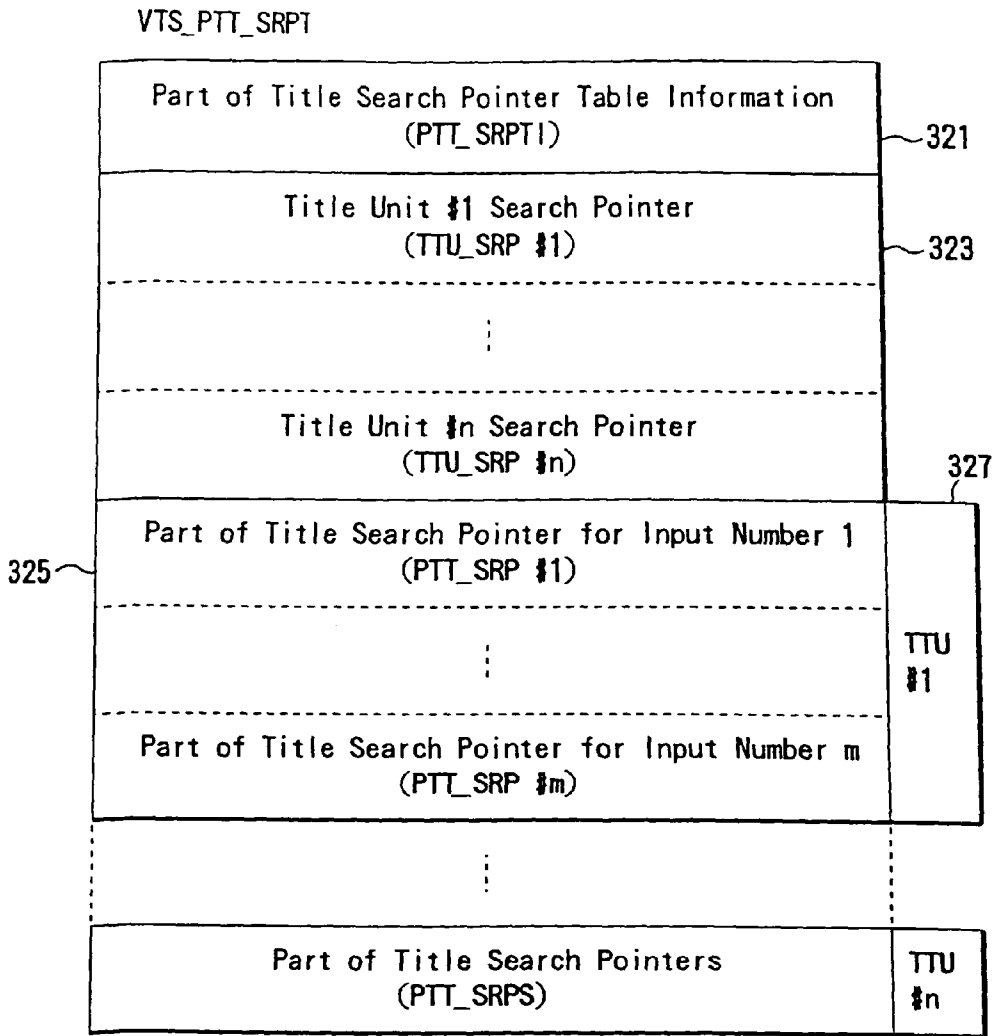 VTS_PTT_SRPT
Part of Title Search Pointer Table Information
(PTT_SRPTI)
321
Title Unit #1 Search Pointer
(TTU_SRP #1)
323
Title Unit #n Search Pointer
(TTU_SRP #n)
327
Part of Title Search Pointer for Input Number 1
(PTT_SRP #1)
325
TTU
#1
Part of Title Search Pointer for Input Number m
(PTT_SRP #m)
Part of Title Search Pointers
(PTT_SRPS)
TTU
#n